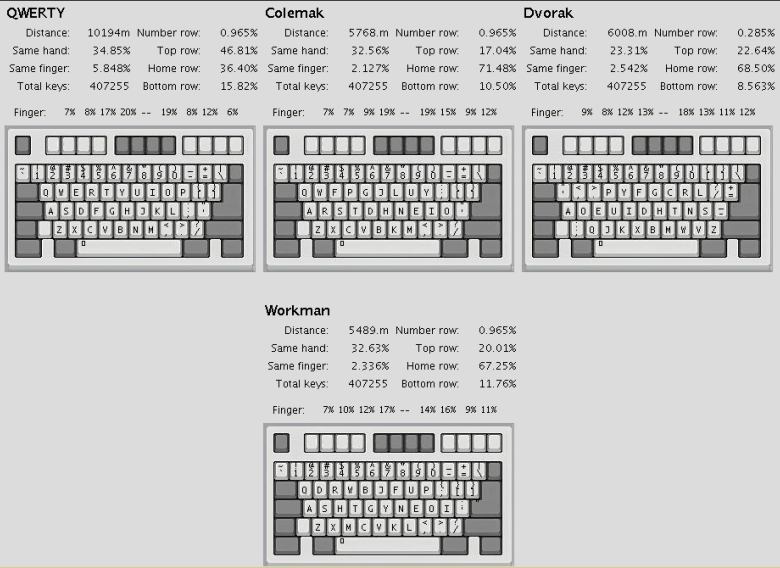 QWERTY
Distance: 10194m Number row: 0.965%
Same hand: 34.85% Top row: 46.81%
Same finger: 5.848% Home row: 36.40%
Total keys: 407255 Bottom row: 15.82%
Finger: 7% 8% 17% 20% -- 19% 8% 12% 6%
1 2 3 4 5 6 7 8 9 0
Q W E R T Y U I O P
A S D F G H J K L
Z X C V B N M
Colemak
Distance: 5768.m Number row: 0.965%
Same hand: 32.56% Top row: 17.04%
Same finger: 2.127% Home row: 71.48%
Total keys: 407255 Bottom row: 10.50%
Finger: 7% 7% 9% 19% -- 19% 15% 9% 12%
1 2 3 4 5 6 7 8 9 0
Q W F P G J L U Y
A R S T D H N E I O
Z X C V B K M
Dvorak
Distance: 6008.m Number row: 0.285%
Same hand: 23.31% Top row: 22.64%
Same finger: 2.542% Home row: 68.50%
Total keys: 407255 Bottom row: 8.563%
Finger: 9% 8% 12% 13% -- 18% 13% 11% 12%
1 2 3 4 5 6 7 8 9 0
P Y F G C R L
A O E U I D H T N S
Q J K X B M W V Z
Workman
Distance: 5489.m Number row: 0.965%
Same hand: 32.63% Top row: 20.01%
Same finger: 2.336% Home row: 67.25%
Total keys: 407255 Bottom row: 11.76%
Finger: 7% 10% 12% 17% -- 14% 16% 9% 11%
1 2 3 4 5 6 7 8 9 0
Q D R W B J F U P
A S H T G Y N E O I
Z X M C V K L